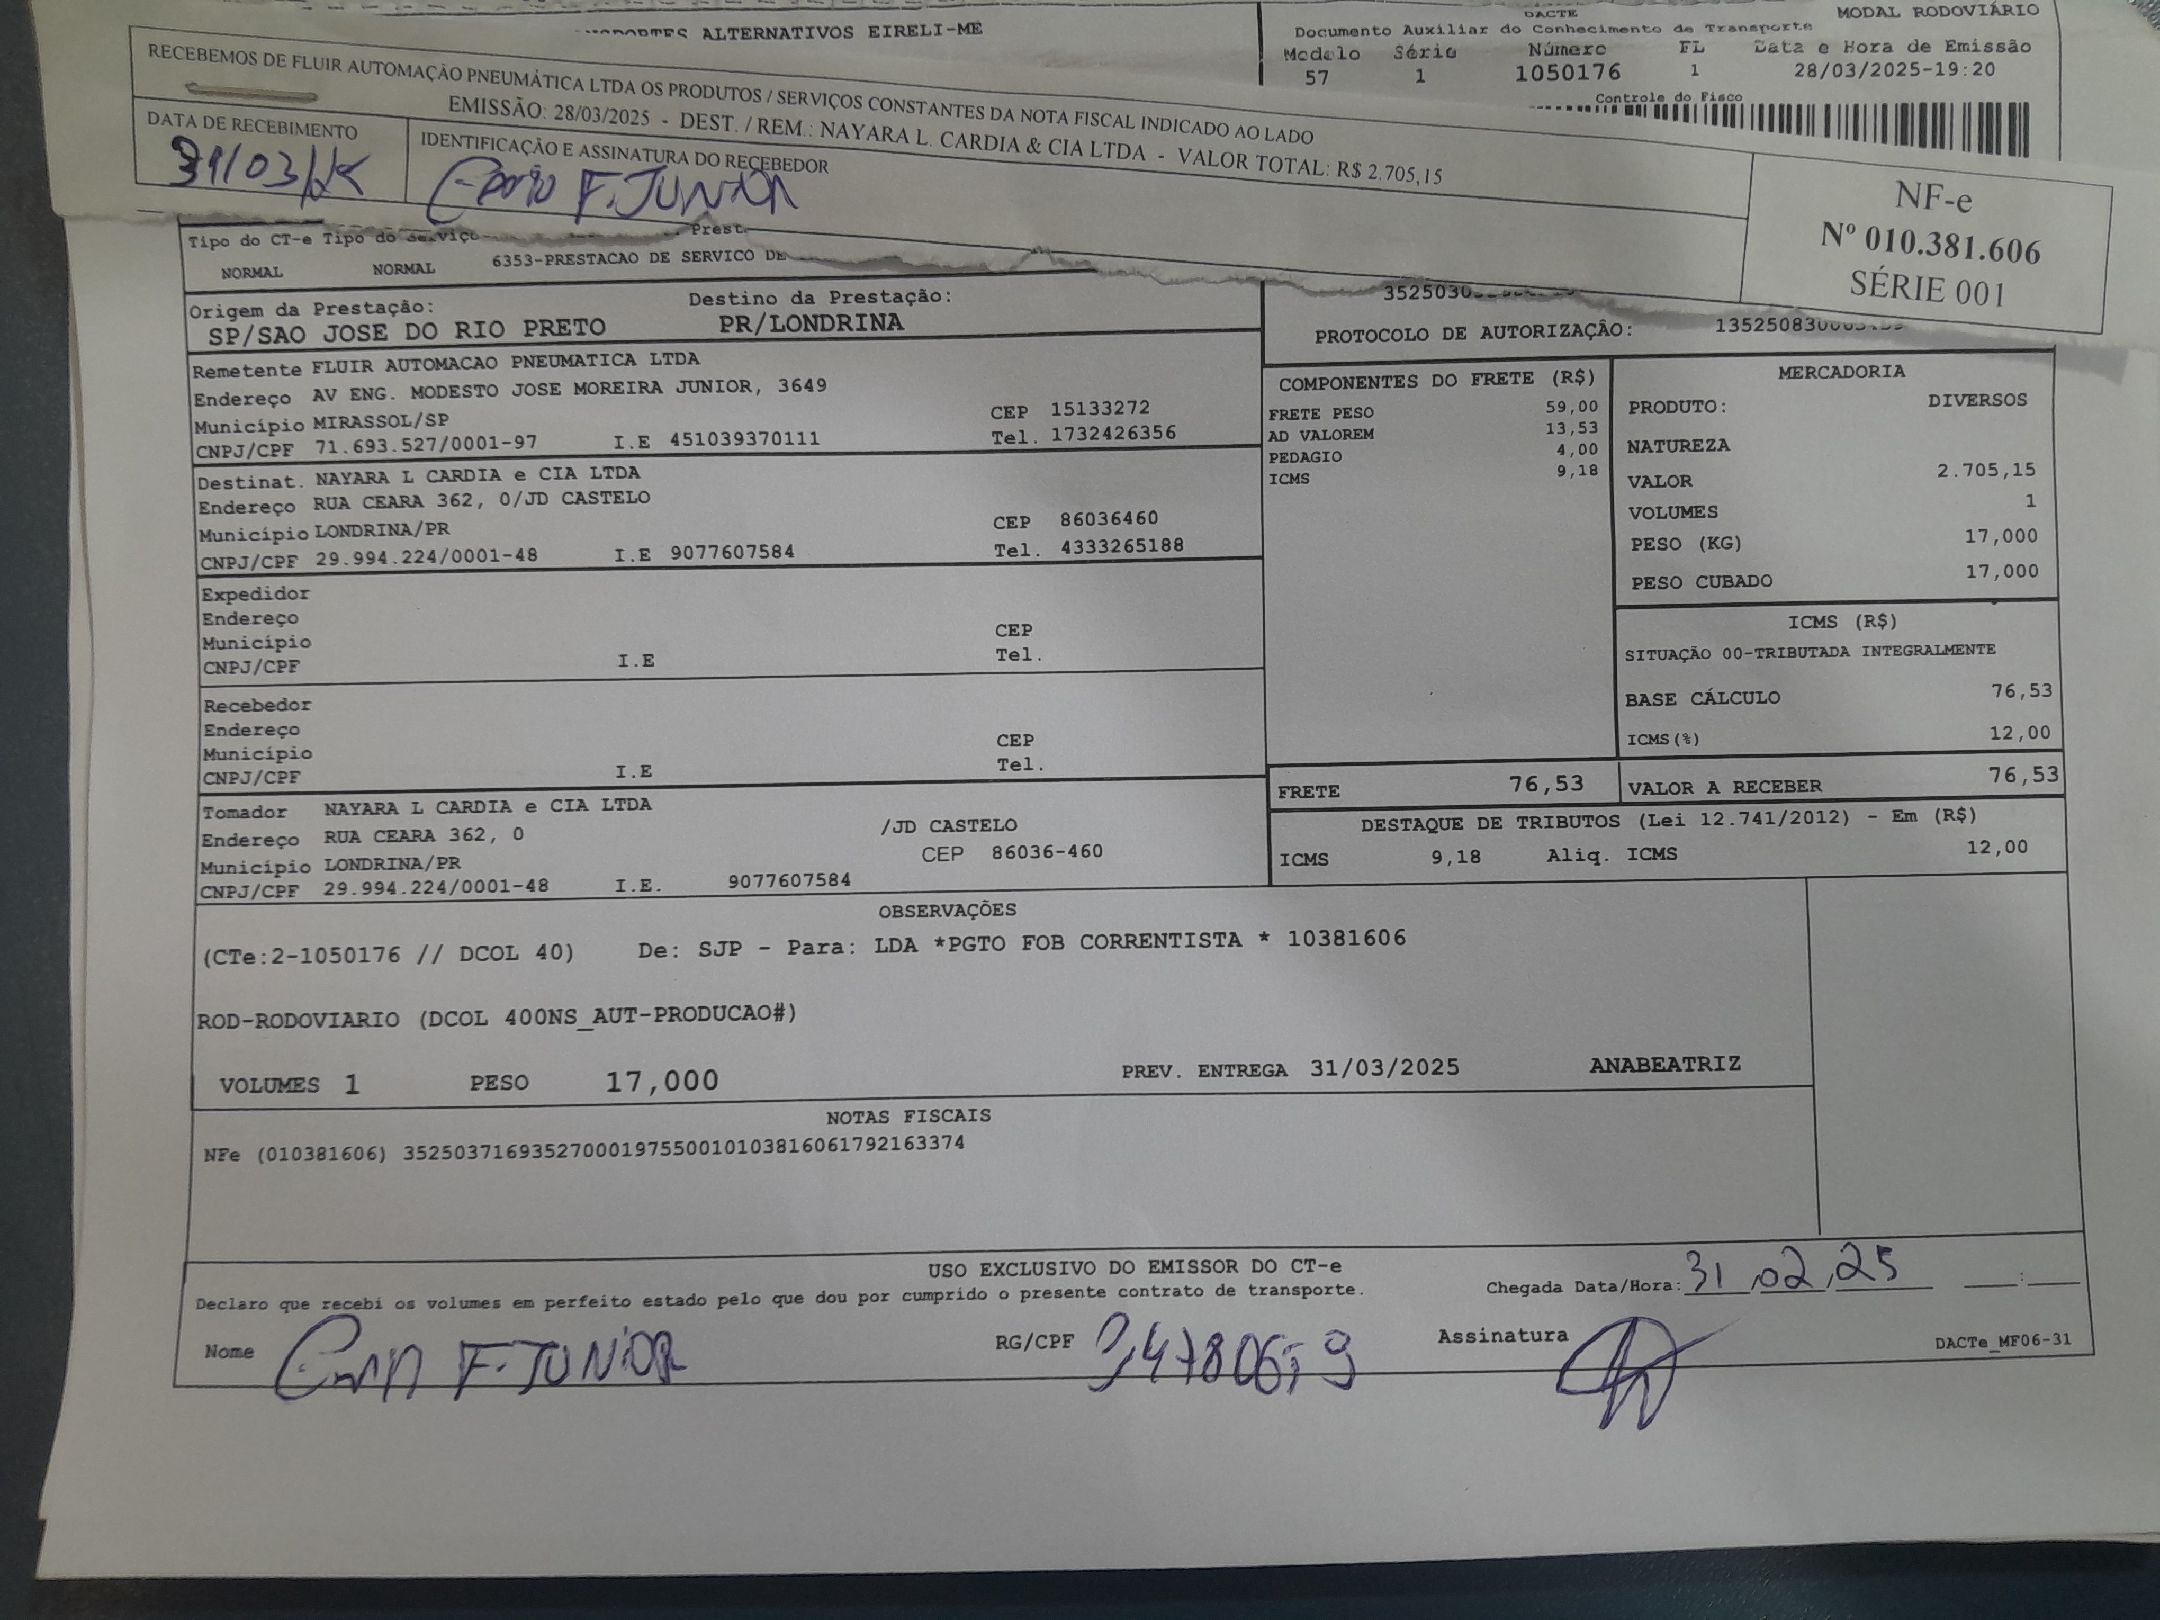 ALTERNATIVOS EIRELI-ME
DACTE
MODAL RODOVIÁRIO
Documento Auxiliar do Conhecimento de Transporte
Modelo Série Número FL Data e Hora de Emissão
57 1 1050176 1 28/03/2025-19:20
Controle do Fisco
RECEBEMOS DE FLUIR AUTOMAÇÃO PNEUMÁTICA LTDA OS PRODUTOS / SERVIÇOS CONSTANTES DA NOTA FISCAL INDICADO AO LADO
EMISSÃO: 28/03/2025 - DEST. / REM.: NAYARA L. CARDIA & CIA LTDA - VALOR TOTAL: R$ 2.705,15
DATA DE RECEBIMENTO
31/03/
IDENTIFICAÇÃO E ASSINATURA DO RECEBEDOR
F. JUNIOR
NF-e
Nº 010.381.606
SÉRIE 001
Tipo do CT-e Tipo do Serviço Prest.
NORMAL NORMAL 6353-PRESTACAO DE SERVICO DE
Origem da Prestação: Destino da Prestação:
SP/SAO JOSE DO RIO PRETO PR/LONDRINA
PROTOCOLO DE AUTORIZAÇÃO:
Remetente FLUIR AUTOMACAO PNEUMATICA LTDA
Endereço AV ENG. MODESTO JOSE MOREIRA JUNIOR, 3649
Município MIRASSOL/SP CEP 15133272
CNPJ/CPF 71.693.527/0001-97 I.E 451039370111 Tel. 1732426356
Destinat. NAYARA L CARDIA e CIA LTDA
Endereço RUA CEARA 362, 0/JD CASTELO
Município LONDRINA/PR CEP 86036460
CNPJ/CPF 29.994.224/0001-48 I.E 9077607584 Tel. 4333265188
Expedidor
Endereço
Município CEP
CNPJ/CPF I.E Tel.
Recebedor
Endereço
Município CEP
CNPJ/CPF I.E Tel.
Tomador NAYARA L CARDIA e CIA LTDA
Endereço RUA CEARA 362, 0 /JD CASTELO
Município LONDRINA/PR CEP 86036-460
CNPJ/CPF 29.994.224/0001-48 I.E. 9077607584
COMPONENTES DO FRETE (R$)
FRETE PESO 59,00
AD VALOREM 13,53
PEDAGIO 4,00
ICMS 9,18
MERCADORIA
PRODUTO: DIVERSOS
NATUREZA
VALOR 2.705,15
VOLUMES 1
PESO (KG) 17,000
PESO CUBADO 17,000
ICMS (R$)
SITUAÇÃO 00-TRIBUTADA INTEGRALMENTE
BASE CÁLCULO 76,53
ICMS(%) 12,00
FRETE 76,53 VALOR A RECEBER 76,53
DESTAQUE DE TRIBUTOS (Lei 12.741/2012) - Em (R$)
ICMS 9,18 Aliq. ICMS 12,00
OBSERVAÇÕES
(CTe:2-1050176 // DCOL 40) De: SJP - Para: LDA *PGTO FOB CORRENTISTA * 10381606
ROD-RODOVIARIO (DCOL 400NS_AUT-PRODUCAO#)
VOLUMES 1 PESO 17,000 PREV. ENTREGA 31/03/2025 ANABEATRIZ
NOTAS FISCAIS
NFe (010381606) 35250371693527000197550010103816061792163374
USO EXCLUSIVO DO EMISSOR DO CT-e
Declaro que recebi os volumes em perfeito estado pelo que dou por cumprido o presente contrato de transporte.
Chegada Data/Hora: 31,02,25 :
Nome F. JUNIOR RG/CPF Assinatura
DACTe_MF06-31